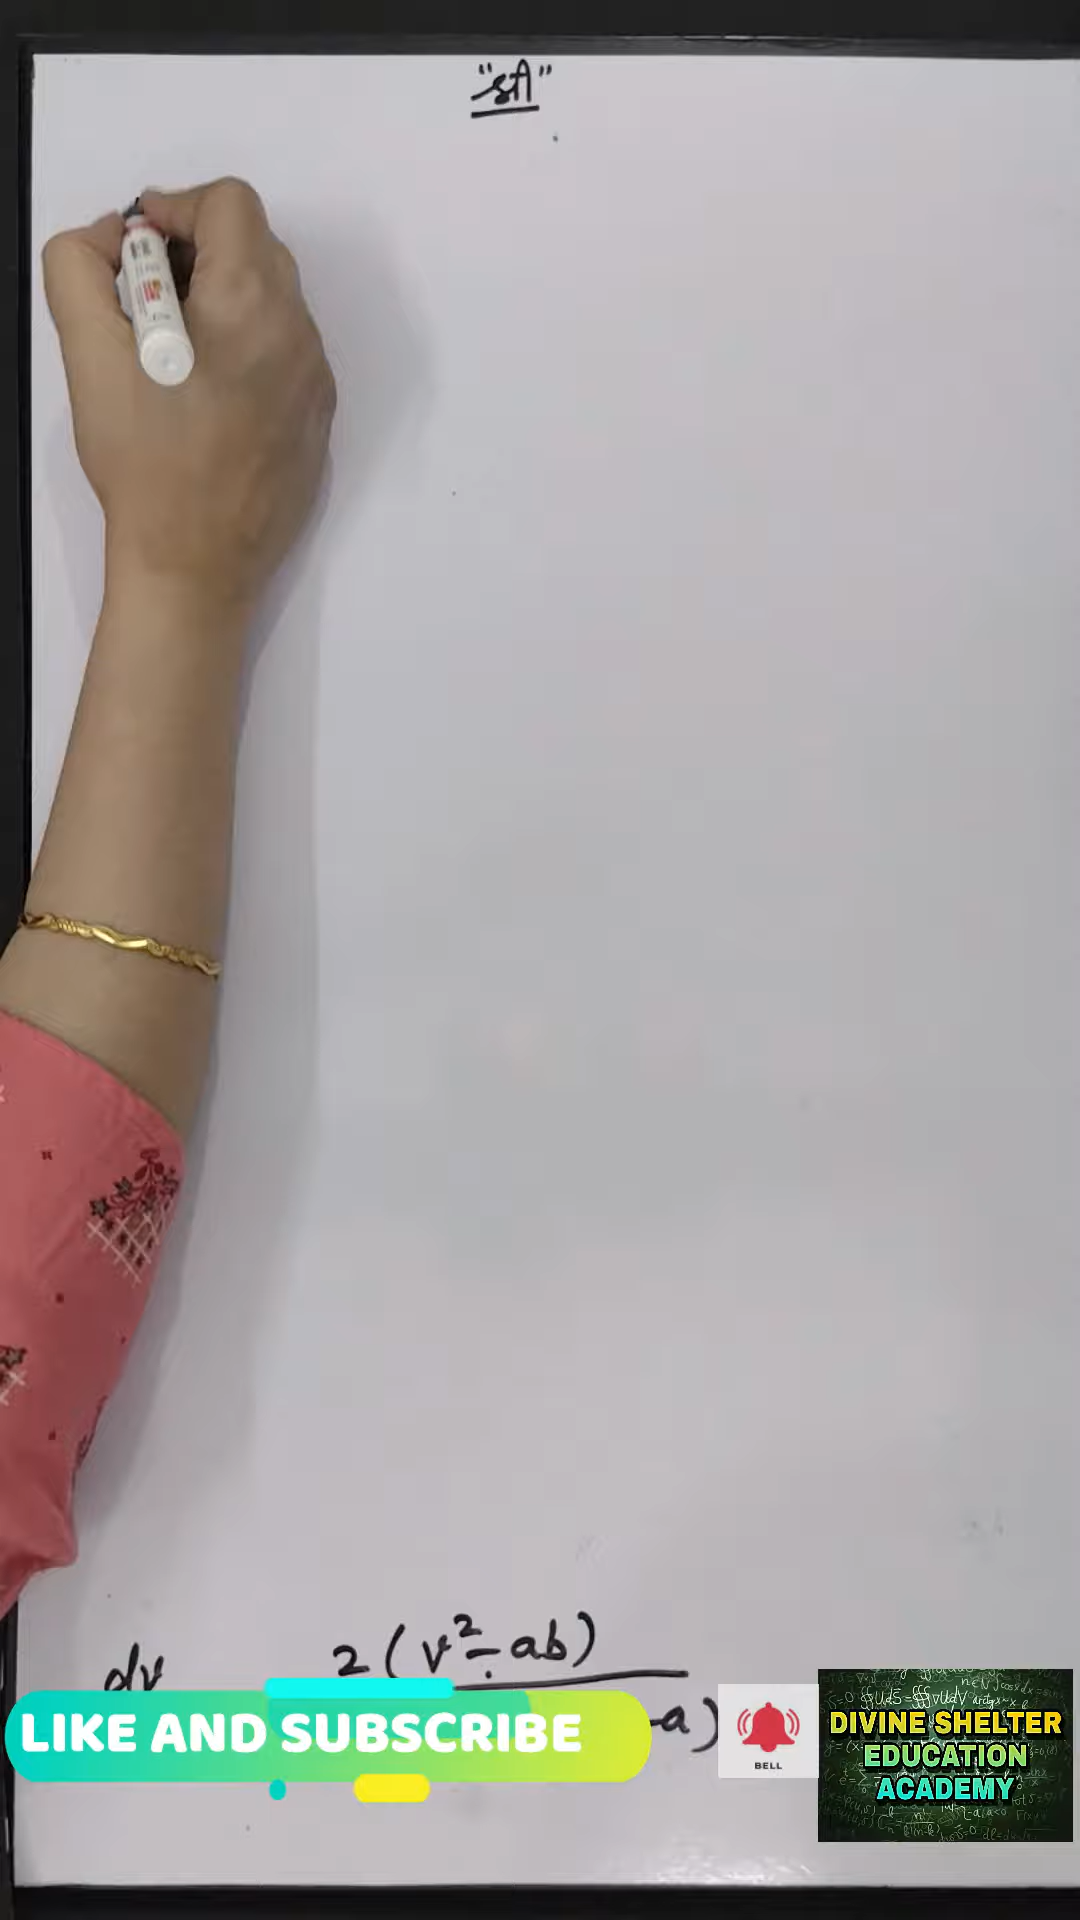 "श्री"
dv
2 (v² - ab)
-a)
LIKE AND SUBSCRIBE
BELL
DIVINE SHELTER
EDUCATION
ACADEMY